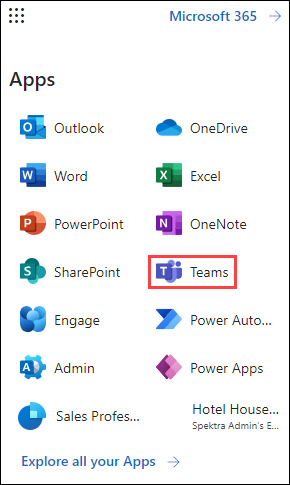 Microsoft 365
Apps
Outlook
OneDrive
Word
Excel
PowerPoint
OneNote
SharePoint
Teams
Engage
Power Auto...
Admin
Power Apps
Sales Profes...
Hotel House...
Spektra Admin's E...
Explore all your Apps